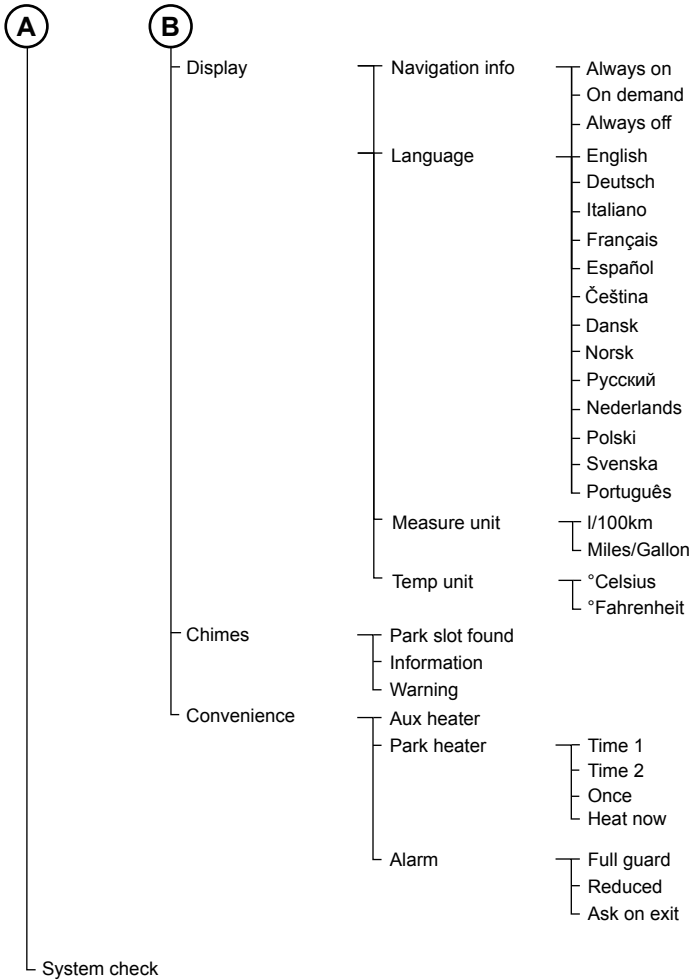 A
B
Display
Navigation info
Always on
On demand
Always off
Language
English
Deutsch
Italiano
Français
Español
Čeština
Dansk
Norsk
Русский
Nederlands
Polski
Svenska
Português
Measure unit
l/100km
Miles/Gallon
Temp unit
°Celsius
°Fahrenheit
Chimes
Park slot found
Information
Warning
Convenience
Aux heater
Park heater
Time 1
Time 2
Once
Heat now
Alarm
Full guard
Reduced
Ask on exit
System check